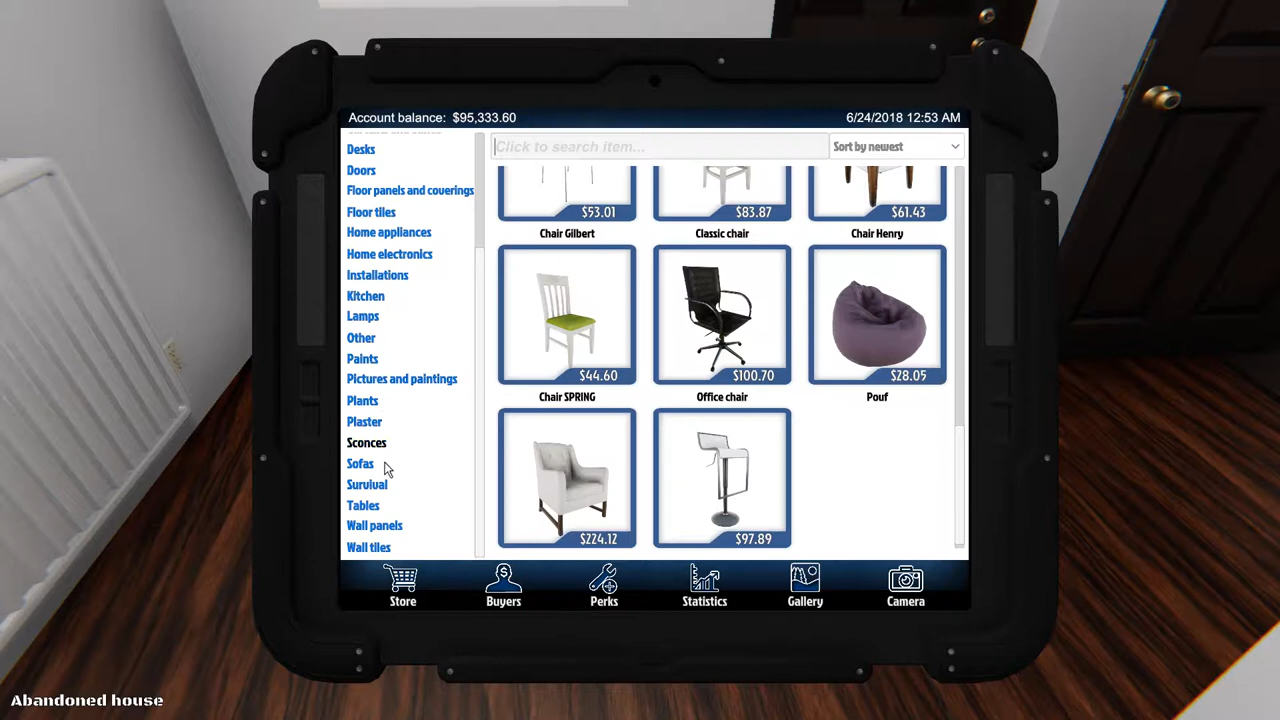 Account balance: $95,333.60
6/24/2018 12:53 AM
Click to search item...
Sort by newest
Desks
Doors
Floor panels and coverings
Floor tiles
Home appliances
Home electronics
Installations
Kitchen
Lamps
Other
Paints
Pictures and paintings
Plants
Plaster
Sconces
Sofas
Survival
Tables
Wall panels
Wall tiles
$53.01
$83.87
$61.43
Chair Gilbert
Classic chair
Chair Henry
$44.60
$100.70
$28.05
Chair SPRING
Office chair
Pouf
$224.12
$97.89
Store
Buyers
Perks
Statistics
Gallery
Camera
Abandoned house